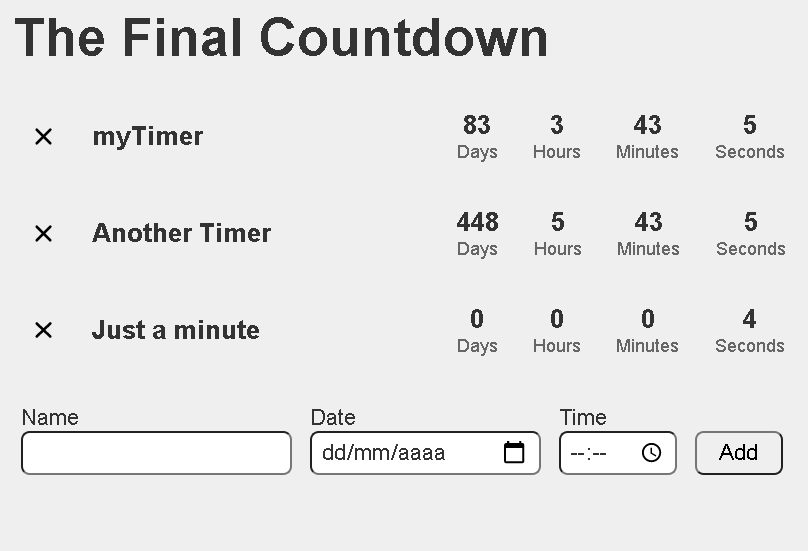 The Final Countdown
myTimer 83 3 43 5
Days Hours Minutes Seconds
Another Timer 448 5 43 5
Days Hours Minutes Seconds
Just a minute 0 0 0 4
Days Hours Minutes Seconds
Name Date Time
dd/mm/aaaa --:-- Add